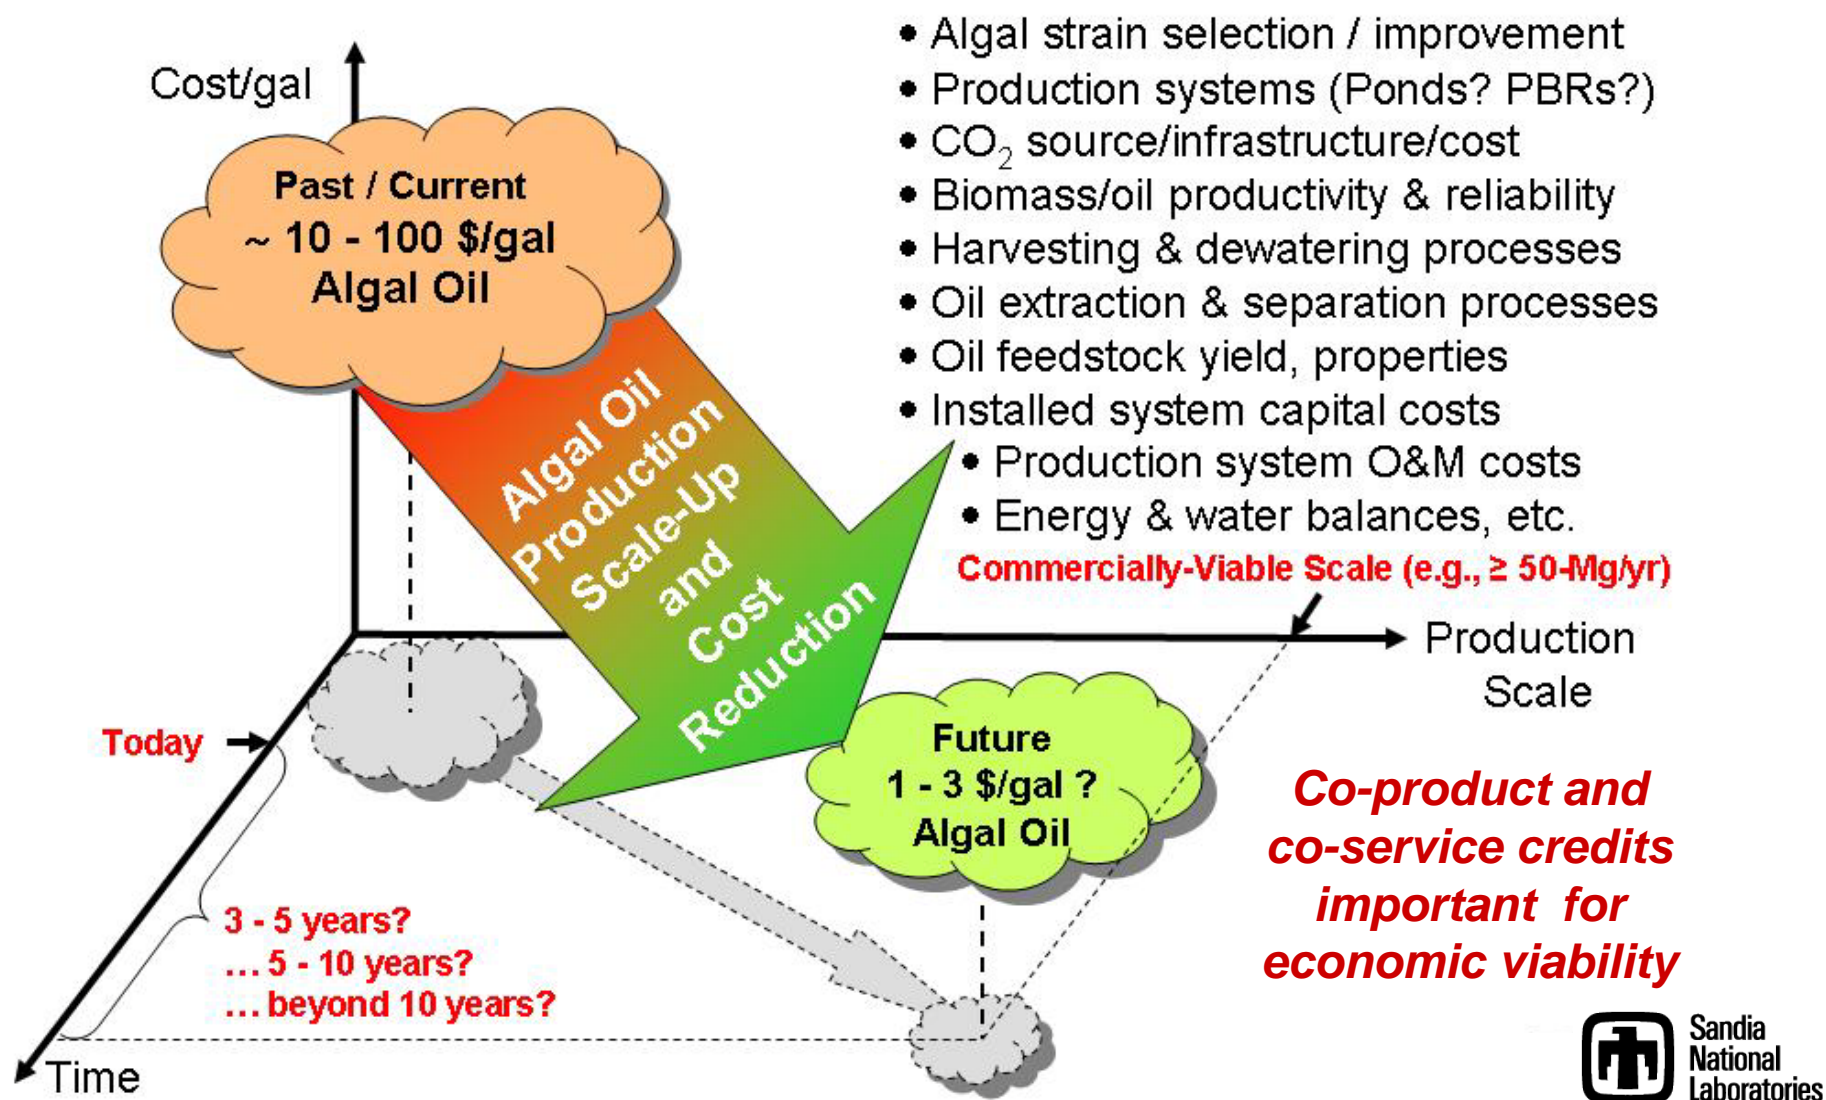 Cost/gal
Past / Current
~ 10 - 100 $/gal
Algal Oil
• Algal strain selection / improvement
• Production systems (Ponds? PBRs?)
• CO₂ source/infrastructure/cost
• Biomass/oil productivity & reliability
• Harvesting & dewatering processes
• Oil extraction & separation processes
• Oil feedstock yield, properties
• Installed system capital costs
• Production system O&M costs
• Energy & water balances, etc.
Algal Oil
Production
Scale-Up
and
Cost
Reduction
Commercially-Viable Scale (e.g., ≥ 50-Mg/yr)
Production
Scale
Today
Future
1 - 3 $/gal ?
Algal Oil
Co-product and
co-service credits
important for
economic viability
3 - 5 years?
... 5 - 10 years?
... beyond 10 years?
Time
Sandia
National
Laboratories